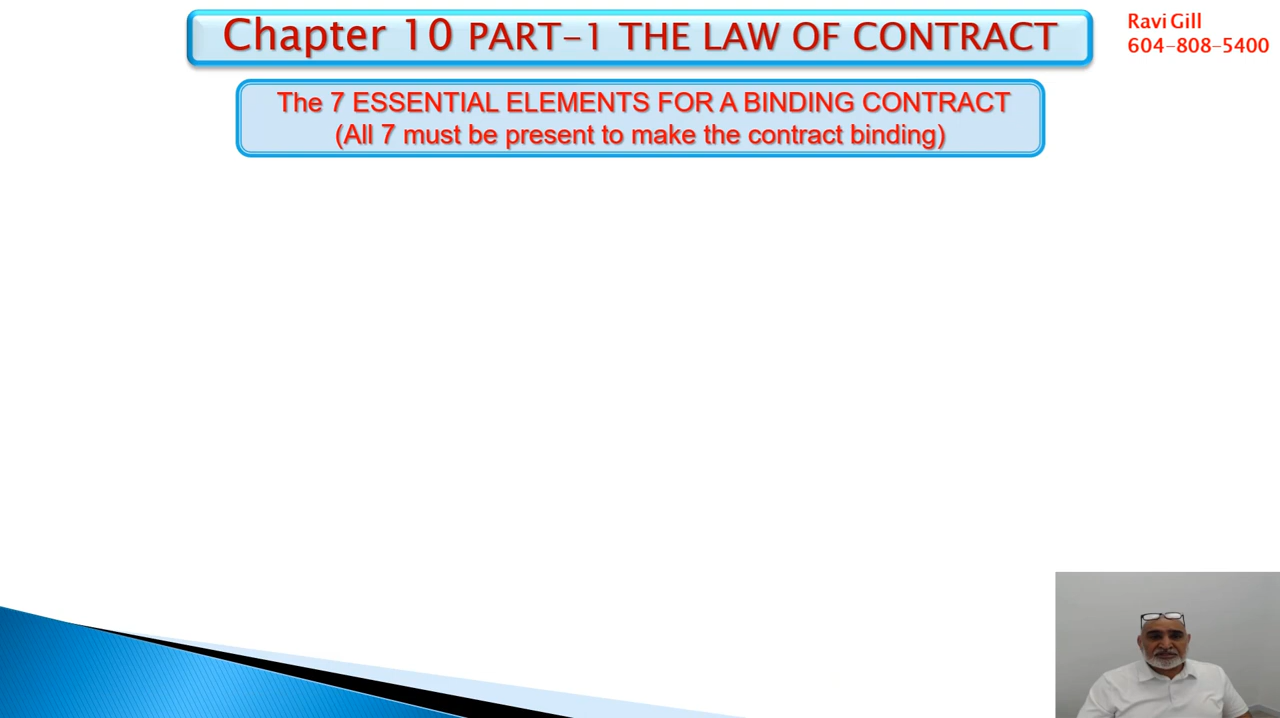 Chapter 10 PART-1 THE LAW OF CONTRACT
Ravi Gill
604-808-5400
The 7 ESSENTIAL ELEMENTS FOR A BINDING CONTRACT
(All 7 must be present to make the contract binding)